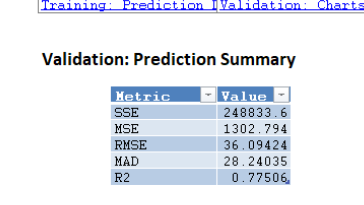 Training: Prediction D Validation: Charts
Validation: Prediction Summary
Metric Value
SSE 248833.6
MSE 1302.794
RMSE 36.09424
MAD 28.24035
R2 0.77506